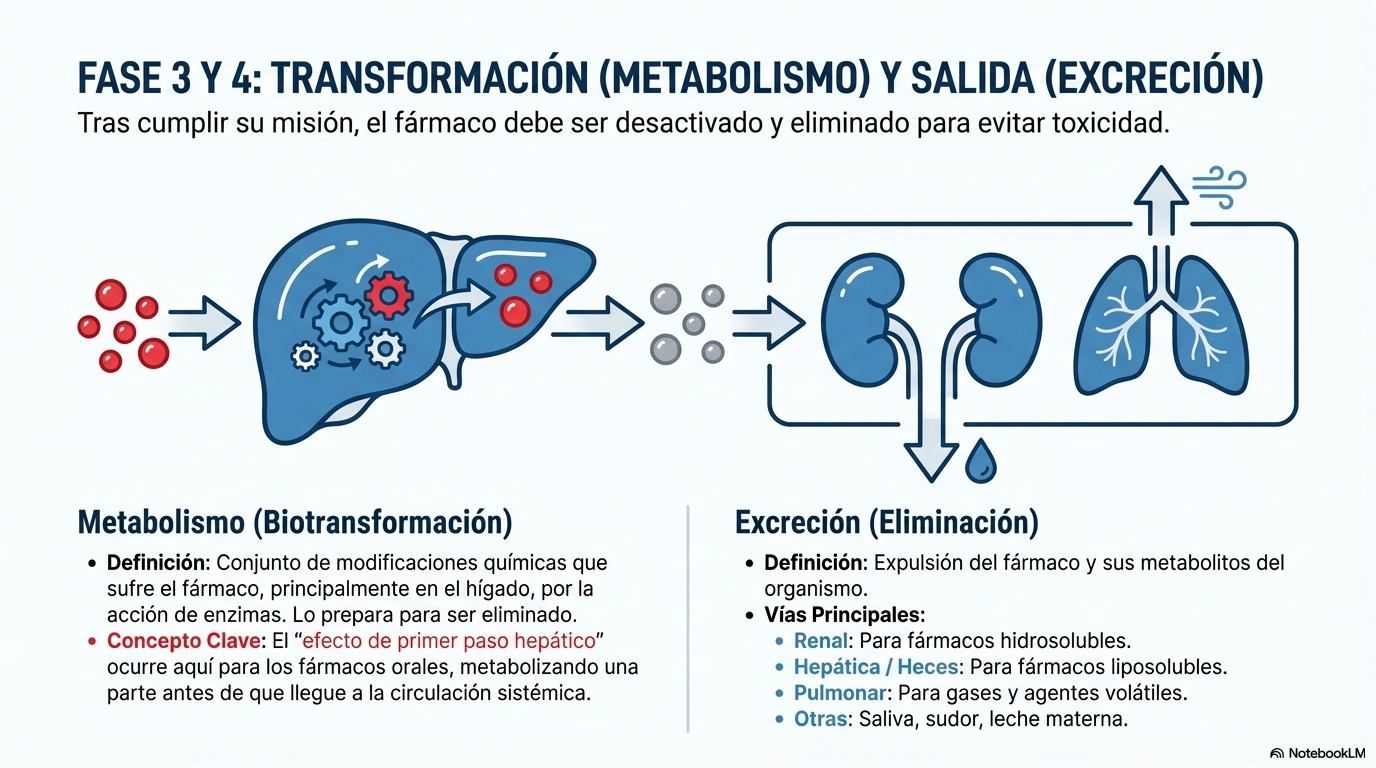 FASE 3 Y 4: TRANSFORMACIÓN (METABOLISMO) Y SALIDA (EXCRECIÓN)
Tras cumplir su misión, el fármaco debe ser desactivado y eliminado para evitar toxicidad.
Metabolismo (Biotransformación)
• Definición: Conjunto de modificaciones químicas que
sufre el fármaco, principalmente en el hígado, por la
acción de enzimas. Lo prepara para ser eliminado.
• Concepto Clave: El “efecto de primer paso hepático”
ocurre aquí para los fármacos orales, metabolizando una
parte antes de que llegue a la circulación sistémica.
Excreción (Eliminación)
• Definición: Expulsión del fármaco y sus metabolitos del
organismo.
• Vías Principales:
• Renal: Para fármacos hidrosolubles.
• Hepática / Heces: Para fármacos liposolubles.
• Pulmonar: Para gases y agentes volátiles.
• Otras: Saliva, sudor, leche materna.
NotebookLM